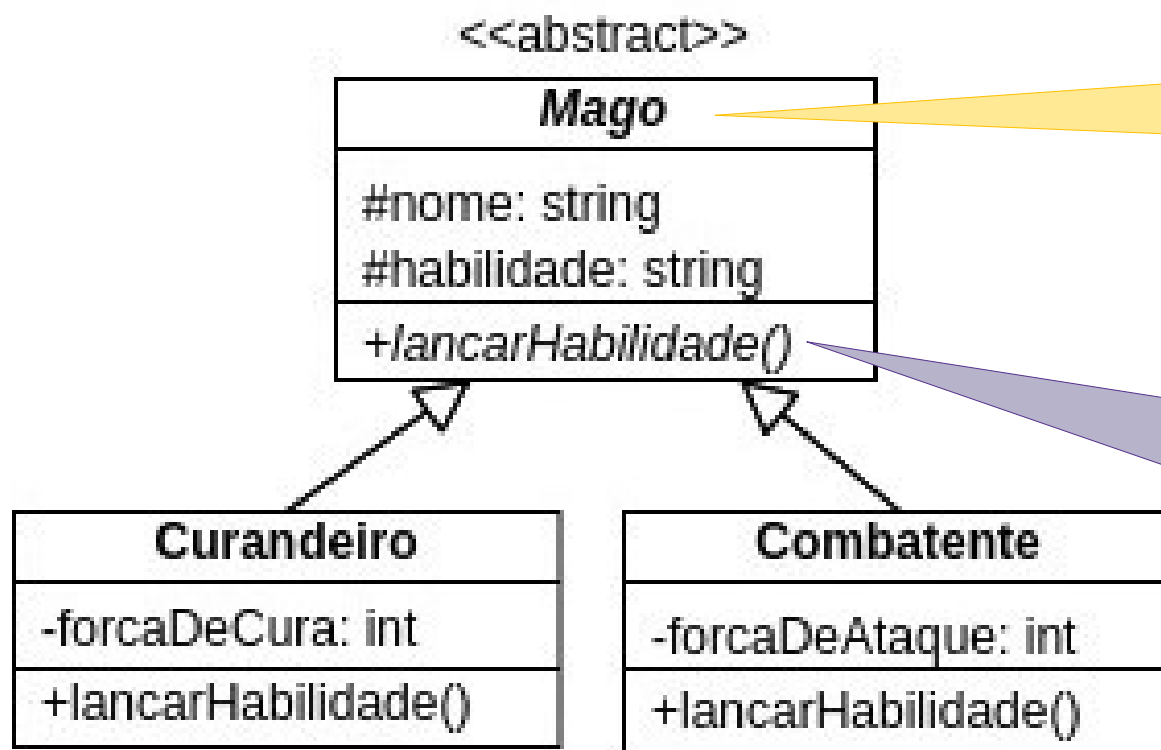 <<abstract>>
Mago
#nome: string
#habilidade: string
+lancarHabilidade()
Curandeiro
-forcaDeCura: int
+lancarHabilidade()
Combatente
-forcaDeAtaque: int
+lancarHabilidade()